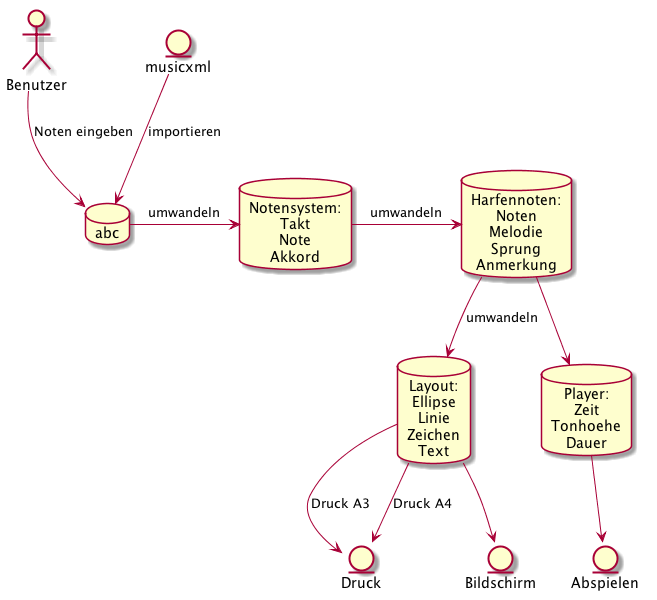 Benutzer
musicxml
Noten eingeben
importieren
abc
umwandeln
Notensystem:
Takt
Note
Akkord
umwandeln
Harfennoten:
Noten
Melodie
Sprung
Anmerkung
umwandeln
Layout:
Ellipse
Linie
Zeichen
Text
Player:
Zeit
Tonhoehe
Dauer
Druck A3
Druck A4
Druck
Bildschirm
Abspielen